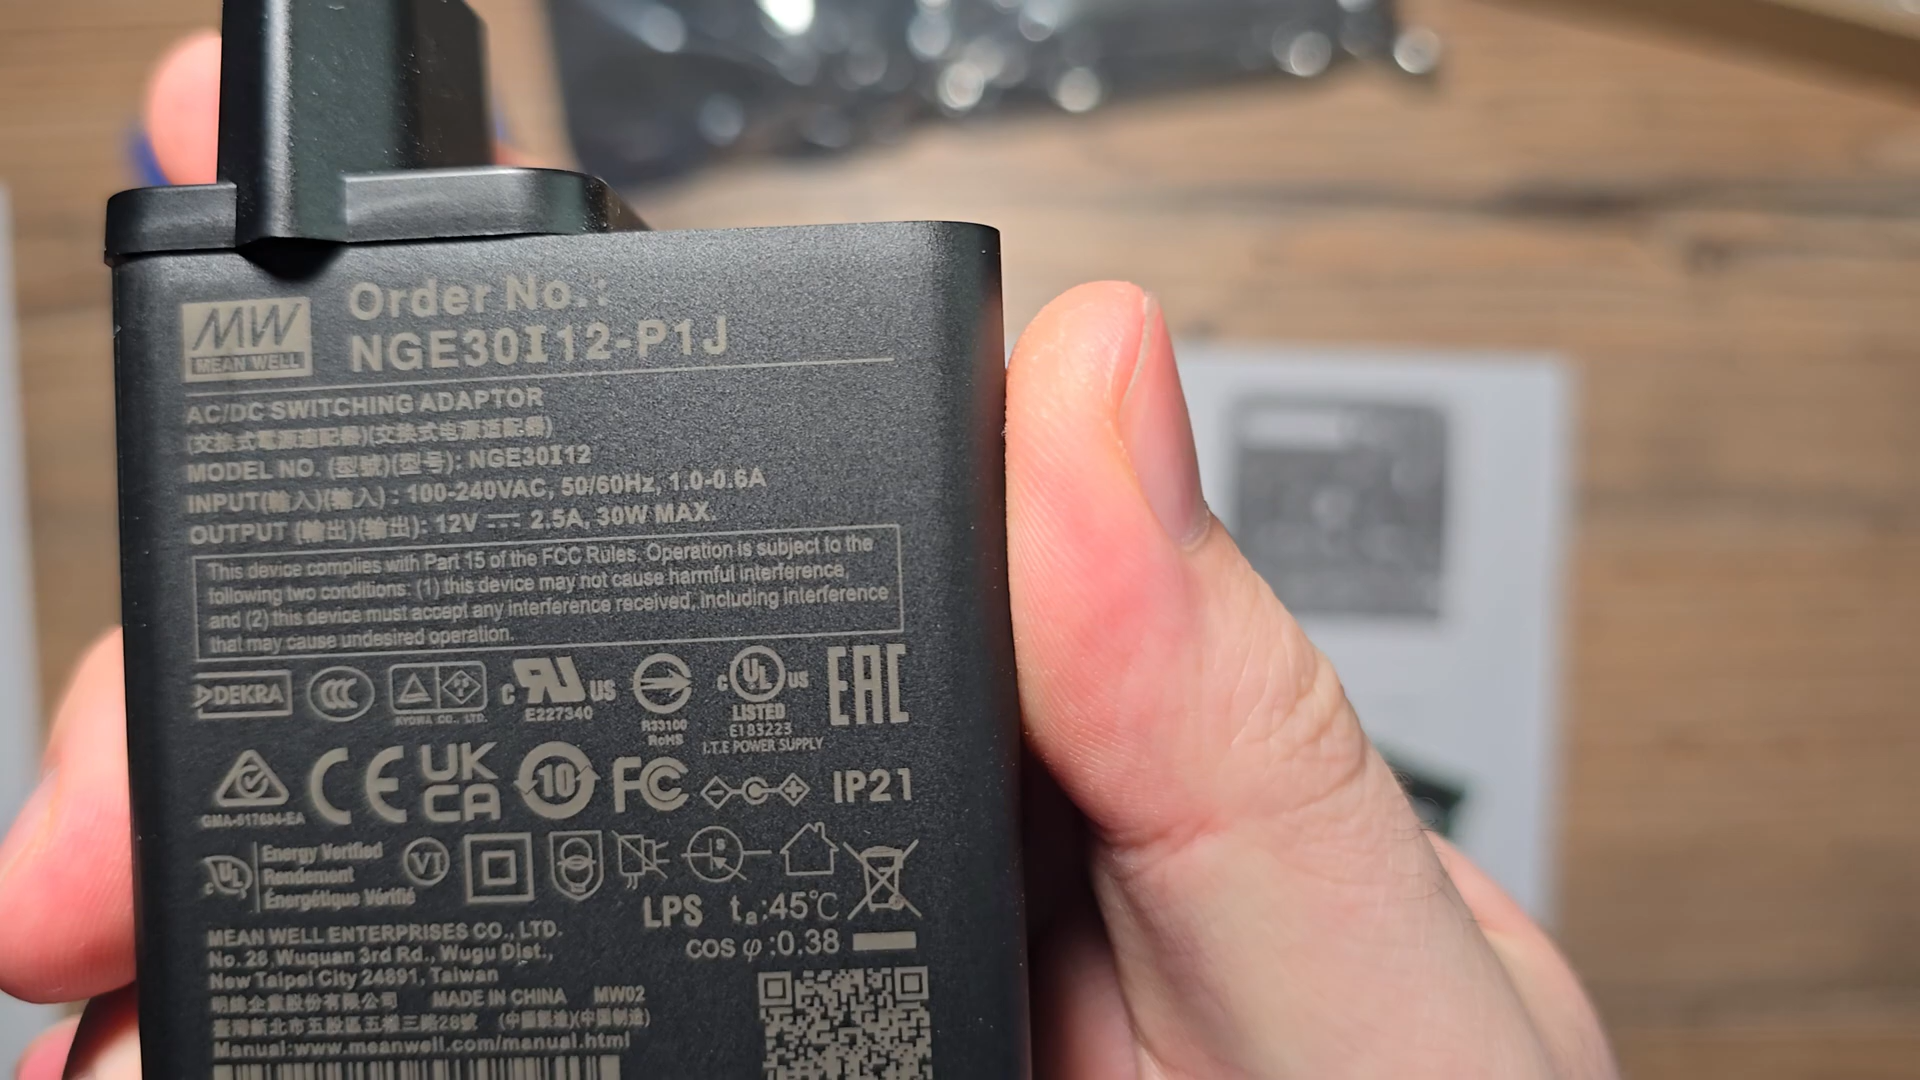 MW
MEAN WELL
Order No.:
NGE30I12-P1J
AC/DC SWITCHING ADAPTOR
(交換式電源適配器)(交换式电源适配器)
MODEL NO. (型號)(型号): NGE30I12
INPUT(輸入)(输入) : 100-240VAC, 50/60Hz, 1.0-0.6A
OUTPUT (輸出)(输出): 12V ⎓ 2.5A, 30W MAX.
This device complies with Part 15 of the FCC Rules. Operation is subject to the
following two conditions: (1) this device may not cause harmful interference,
and (2) this device must accept any interference received, including interference
that may cause undesired operation.
DEKRA
CCC
KYOWA CO., LTD.
c RU US
E227340
R33100
RoHS
c UL us
LISTED
E183223
I.T.E POWER SUPPLY
EAC
GMA-517694-EA
CE
UK
CA
10
FC
IP21
c UL
Energy Verified
Rendement
Énergétique Vérifié
VI
s
LPS ta:45℃
cos φ :0.38
MEAN WELL ENTERPRISES CO., LTD.
No. 28, Wuquan 3rd Rd., Wugu Dist.,
New Taipei City 24891, Taiwan
明緯企業股份有限公司 MADE IN CHINA MW02
臺灣新北市五股區五權三路28號 (中國製造)(中国制造)
Manual:www.meanwell.com/manual.html